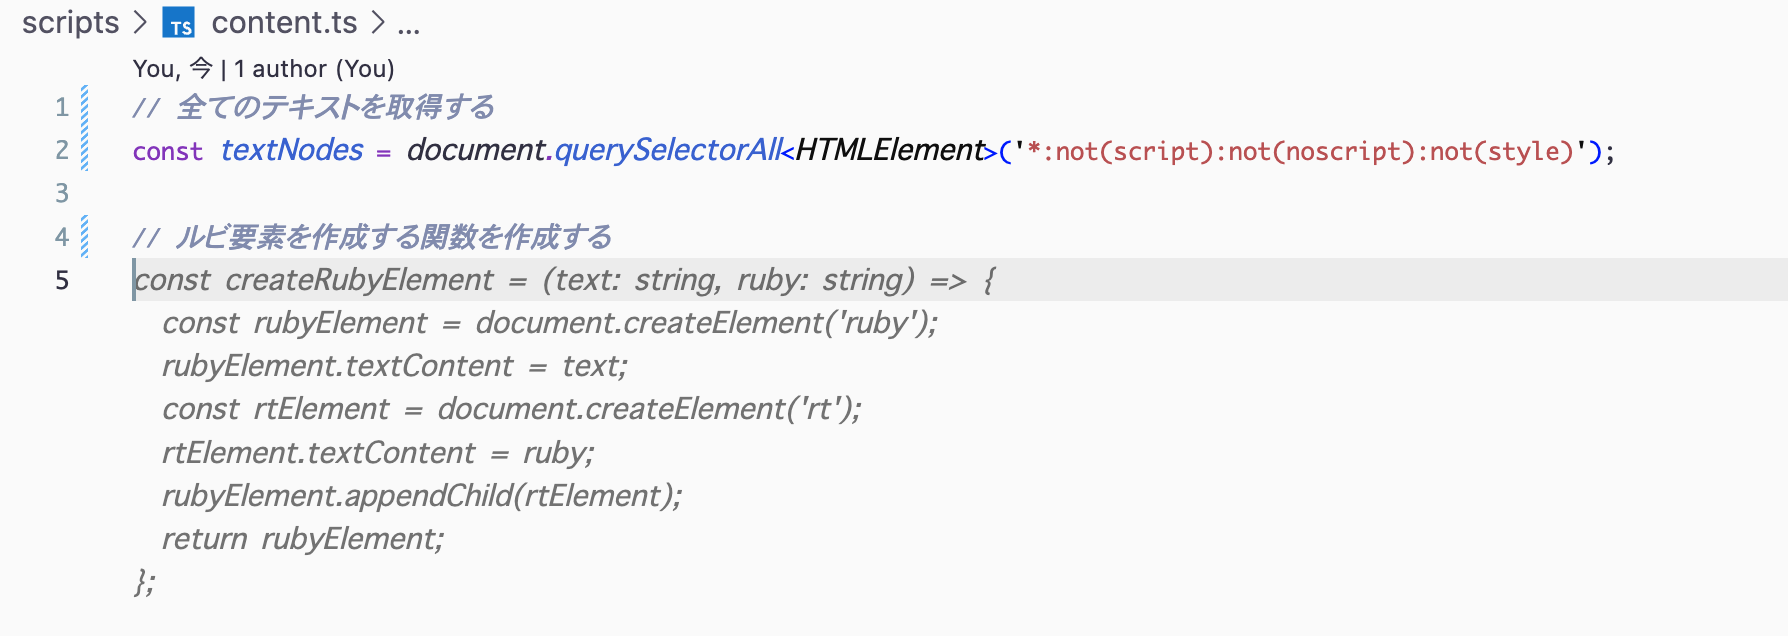 scripts > TS content.ts > ...
You, 今 | 1 author (You)
1 // 全てのテキストを取得する
2 const textNodes = document.querySelectorAll<HTMLElement>('*:not(script):not(noscript):not(style)');
3
4 // ルビ要素を作成する関数を作成する
5 const createRubyElement = (text: string, ruby: string) => {
const rubyElement = document.createElement('ruby');
rubyElement.textContent = text;
const rtElement = document.createElement('rt');
rtElement.textContent = ruby;
rubyElement.appendChild(rtElement);
return rubyElement;
};